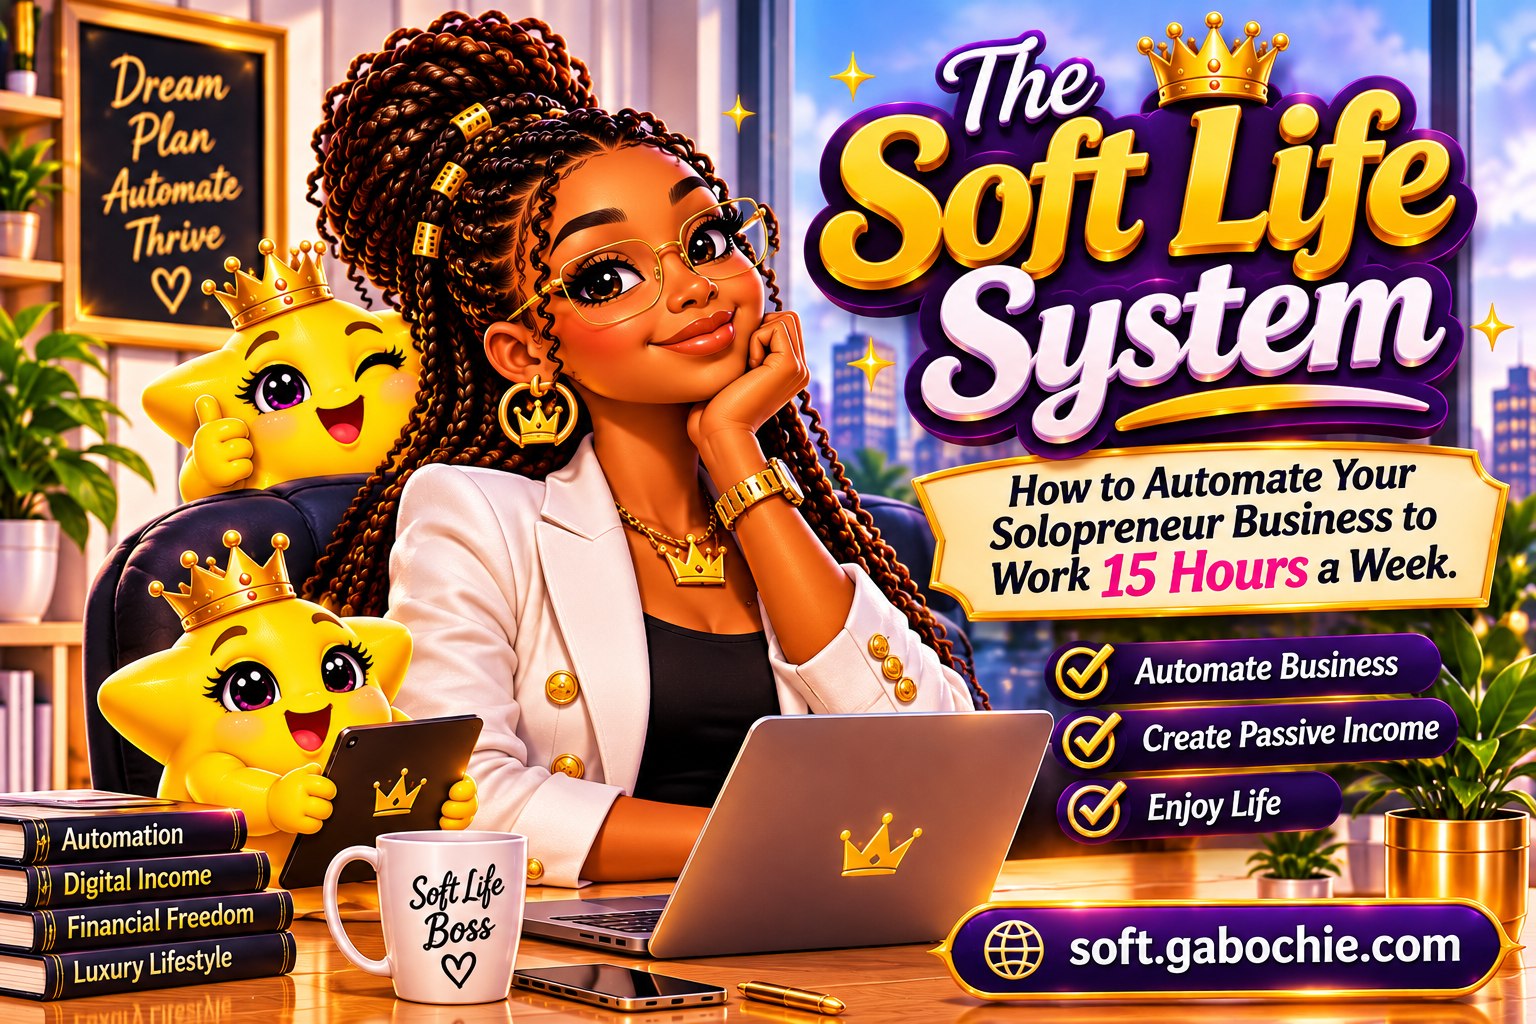 Dream
Plan
Automate
Thrive
The
Soft Life
System
How to Automate Your
Solopreneur Business to
Work 15 Hours a Week.
Automate Business
Create Passive Income
Enjoy Life
Automation
Digital Income
Financial Freedom
Luxury Lifestyle
Soft Life
Boss
soft.gabochie.com